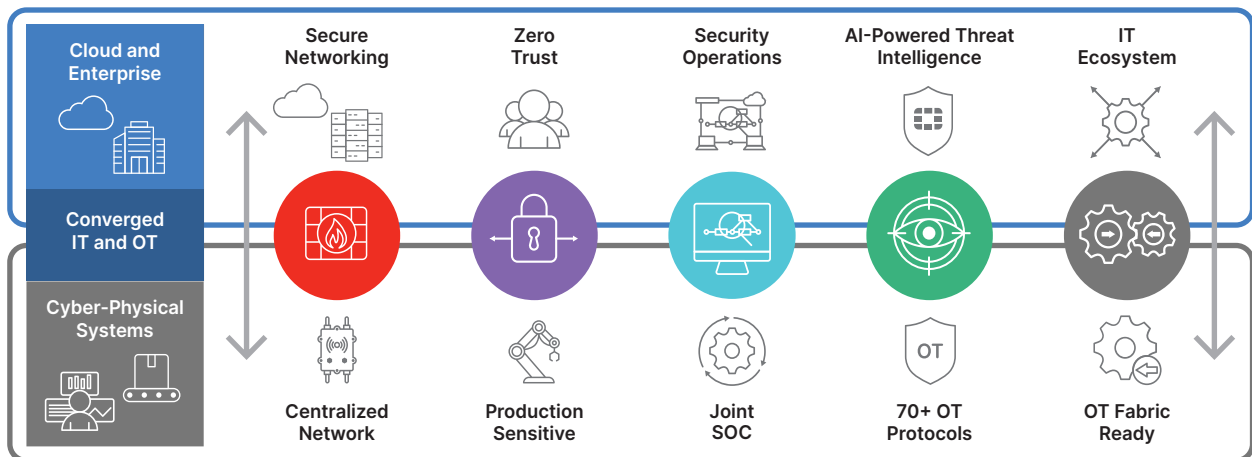 Cloud and
Enterprise
Secure
Networking
Zero
Trust
Security
Operations
AI-Powered Threat
Intelligence
IT
Ecosystem
Converged
IT and OT
Cyber-Physical
Systems
OT
Centralized
Network
Production
Sensitive
Joint
SOC
70+ OT
Protocols
OT Fabric
Ready